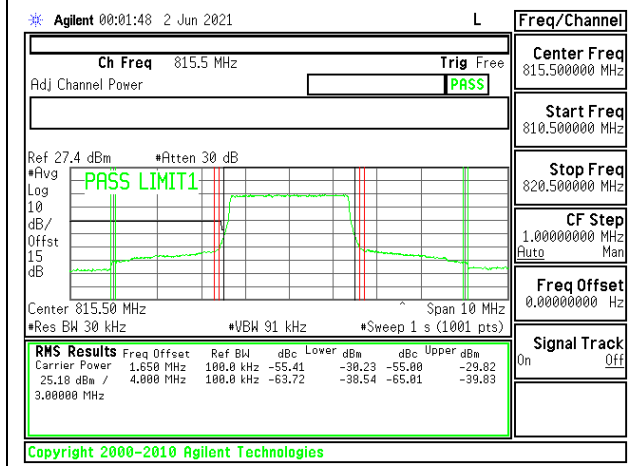 Agilent 00:01:48 2 Jun 2021 L Freq/Channel
Ch Freq 815.5 MHz Trig Free
Adj Channel Power PASS
Center Freq
815.500000 MHz
Start Freq
810.500000 MHz
Stop Freq
820.500000 MHz
CF Step
1.00000000 MHz
Auto Man
Freq Offset
0.00000000 Hz
Signal Track
On Off
Ref 27.4 dBm #Atten 30 dB
#Avg
Log
10
dB/
Offst
15
dB
PASS LIMIT1
Center 815.50 MHz ^ Span 10 MHz
#Res BW 30 kHz #VBW 91 kHz #Sweep 1 s (1001 pts)
RMS Results Freq Offset Ref BW dBc Lower dBm dBc Upper dBm
Carrier Power 1.650 MHz 100.0 kHz -55.41 -30.23 -55.00 -29.82
25.18 dBm / 4.000 MHz 100.0 kHz -63.72 -38.54 -65.01 -39.83
3.00000 MHz
Copyright 2000-2010 Agilent Technologies